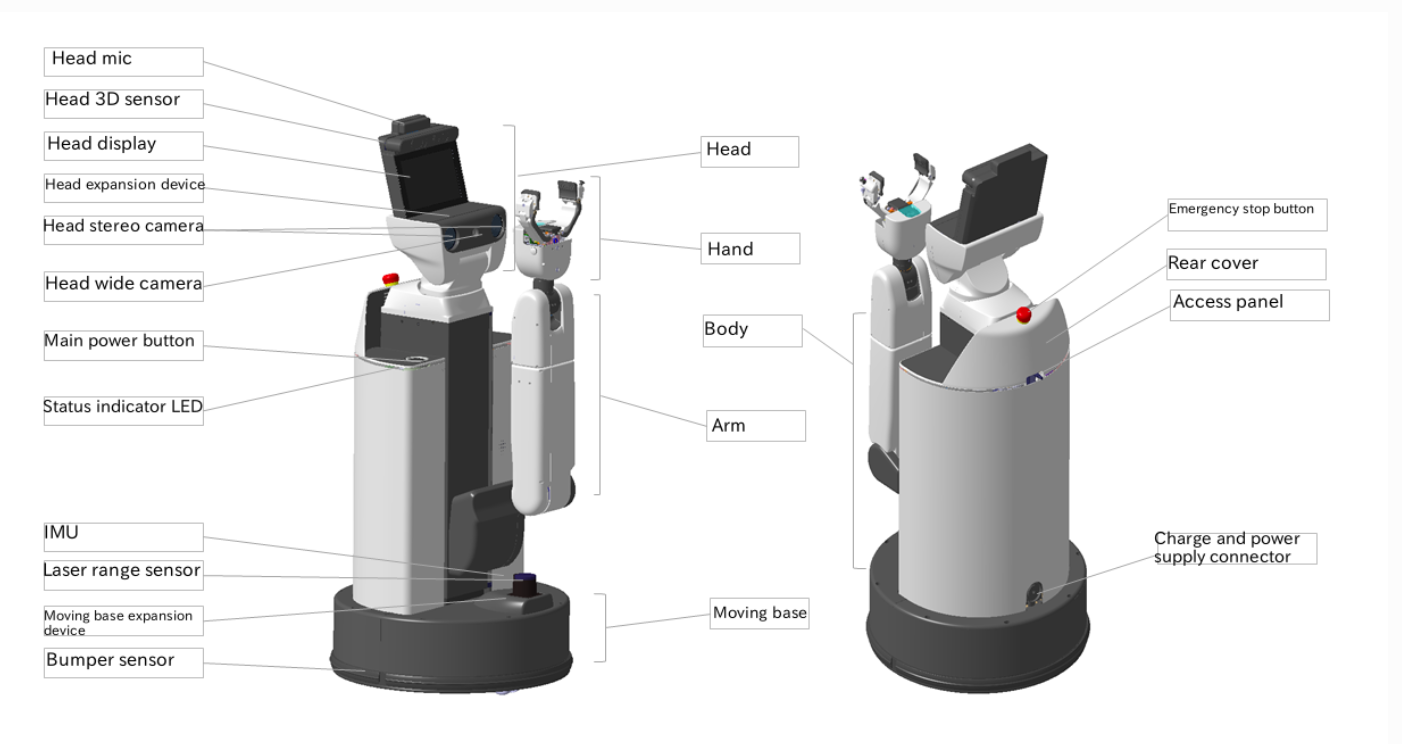 Head mic
Head 3D sensor
Head display
Head expansion device
Head stereo camera
Head wide camera
Main power button
Status indicator LED
IMU
Laser range sensor
Moving base expansion
device
Bumper sensor
Head
Hand
Body
Arm
Moving base
Emergency stop button
Rear cover
Access panel
Charge and power
supply connector